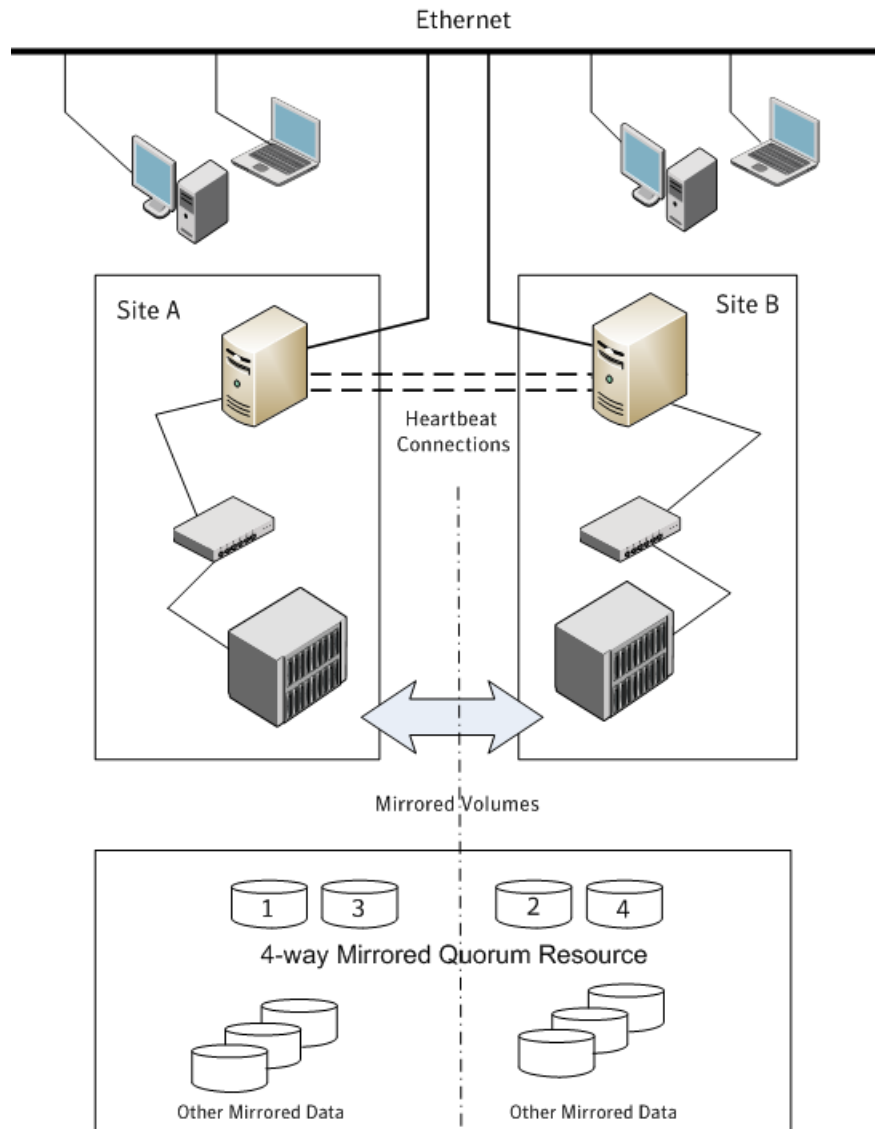 Ethernet
Site A
Site B
Heartbeat
Connections
Mirrored Volumes
1
3
2
4
4-way Mirrored Quorum Resource
Other Mirrored Data
Other Mirrored Data